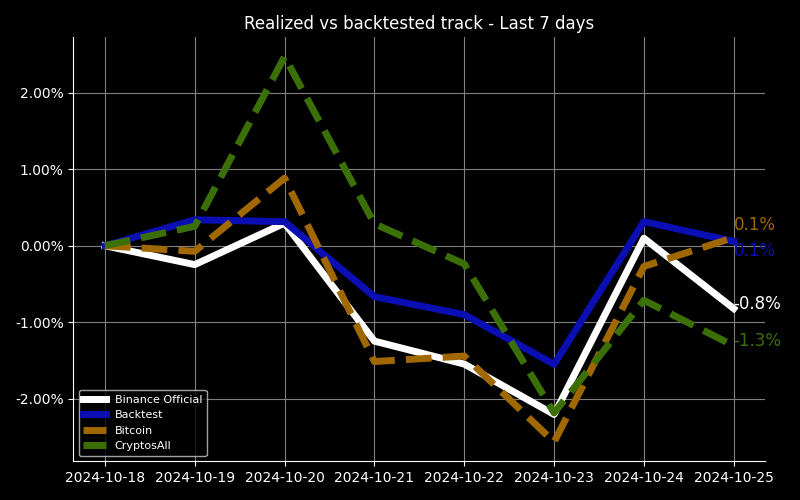 Realized vs backtested track - Last 7 days
2.00%
1.00%
0.00%
-1.00%
-2.00%
0.1%
0.1%
-0.8%
-1.3%
Binance Official
Backtest
Bitcoin
CryptosAll
2024-10-18 2024-10-19 2024-10-20 2024-10-21 2024-10-22 2024-10-23 2024-10-24 2024-10-25